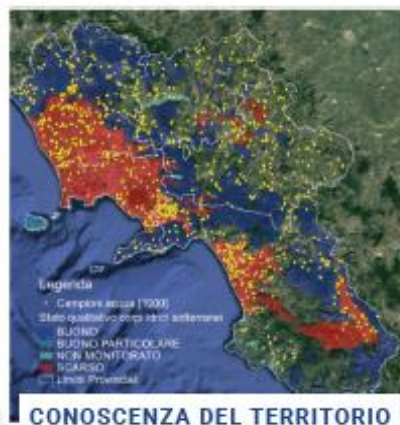 Legenda
Campioni acqua [1000]
Stato qualitativo corpi idrici sotterranei
BUONO
BUONO PARTICOLARE
NON MONITORATO
SCARSO
Limiti Provinciali
CONOSCENZA DEL TERRITORIO